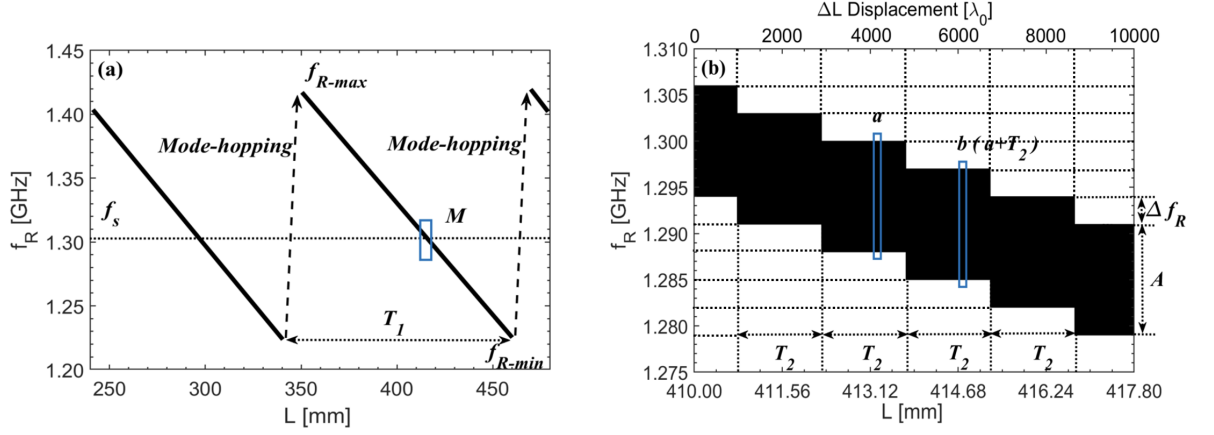 (a)
1.45
1.40
1.35
1.30
1.25
1.20
f_R [GHz]
250 300 350 400 450
L [mm]
f_R-max
Mode-hopping
Mode-hopping
f_s
M
T_1
f_R-min
ΔL Displacement [λ_0]
0 2000 4000 6000 8000 10000
(b)
1.310
1.305
1.300
1.295
1.290
1.285
1.280
1.275
f_R [GHz]
a
b ( a+T_2 )
Δ f_R
A
T_2 T_2 T_2 T_2
410.00 411.56 413.12 414.68 416.24 417.80
L [mm]